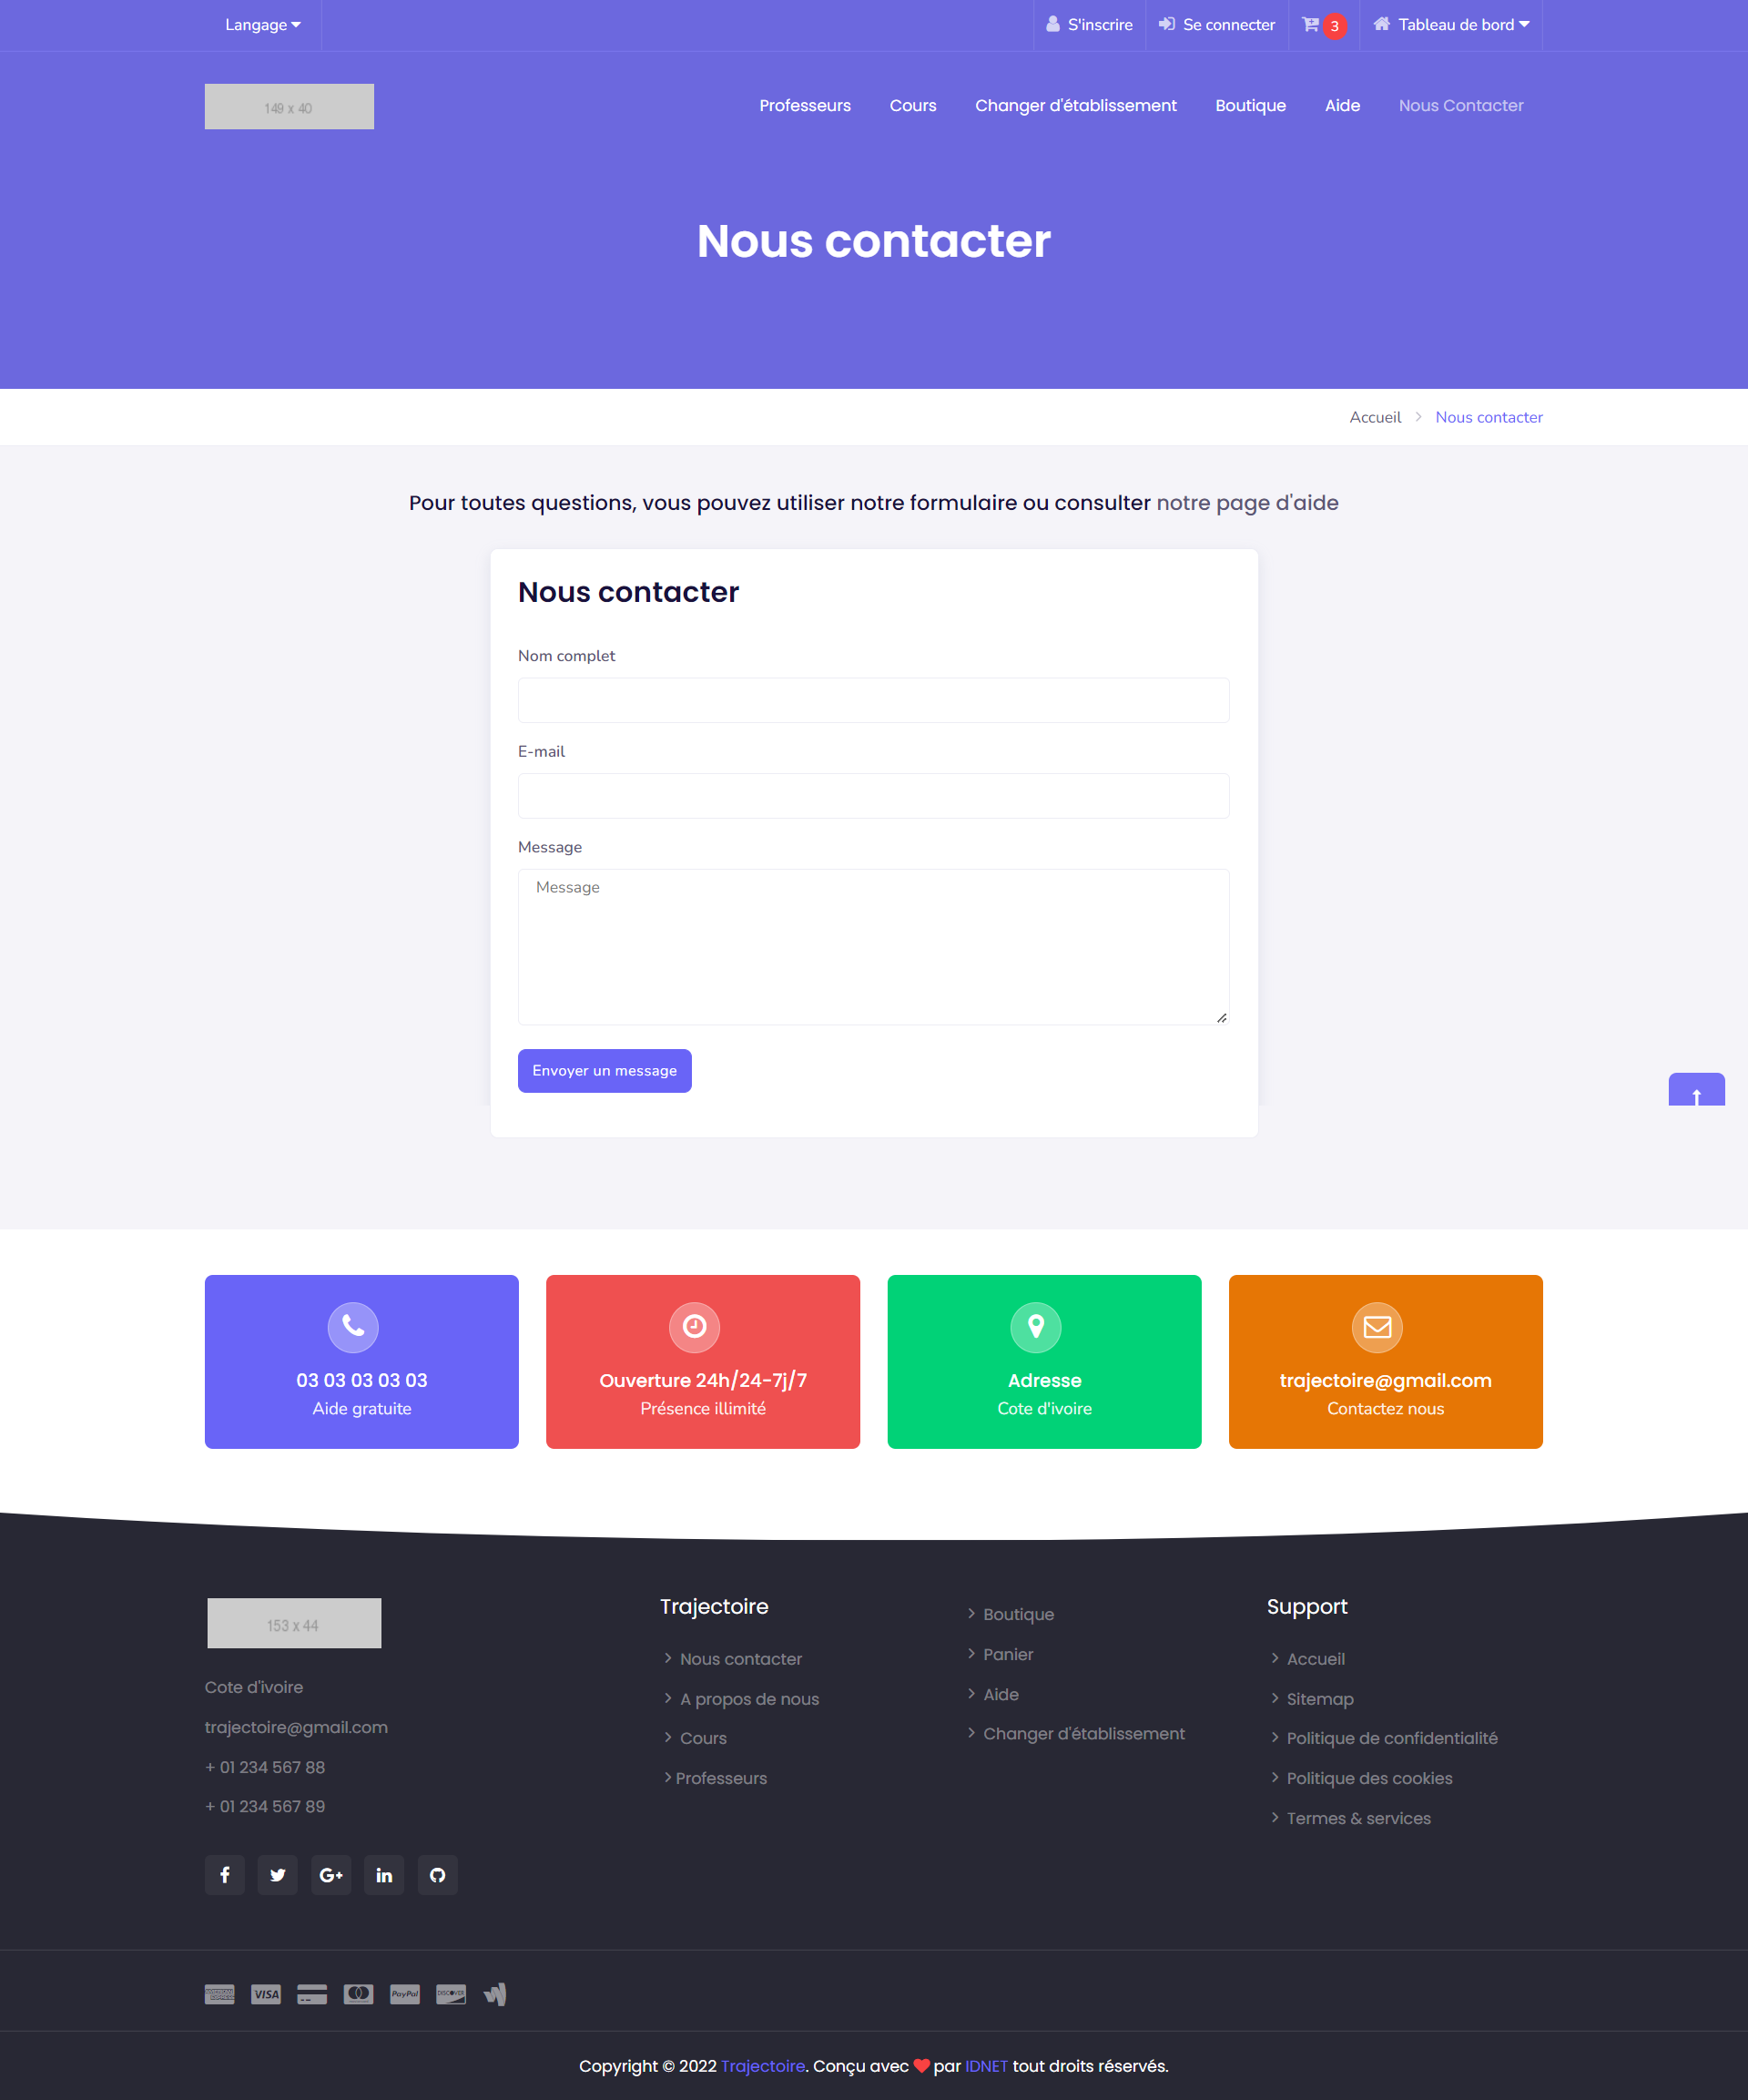 Langage
S'inscrire
Se connecter
3
Tableau de bord
149 x 40
Professeurs
Cours
Changer d'établissement
Boutique
Aide
Nous Contacter
Nous contacter
Accueil
Nous contacter
Pour toutes questions, vous pouvez utiliser notre formulaire ou consulter notre page d'aide
Nous contacter
Nom complet
E-mail
Message
Message
Envoyer un message
03 03 03 03 03
Aide gratuite
Ouverture 24h/24-7j/7
Présence illimité
Adresse
Cote d'ivoire
trajectoire@gmail.com
Contactez nous
153 x 44
Cote d'ivoire
trajectoire@gmail.com
+ 01 234 567 88
+ 01 234 567 89
Trajectoire
Nous contacter
A propos de nous
Cours
Professeurs
Boutique
Panier
Aide
Changer d'établissement
Support
Accueil
Sitemap
Politique de confidentialité
Politique des cookies
Termes & services
AMERICAN EXPRESS
VISA
PayPal
DISCOVER
Copyright © 2022 Trajectoire. Conçu avec par IDNET tout droits réservés.